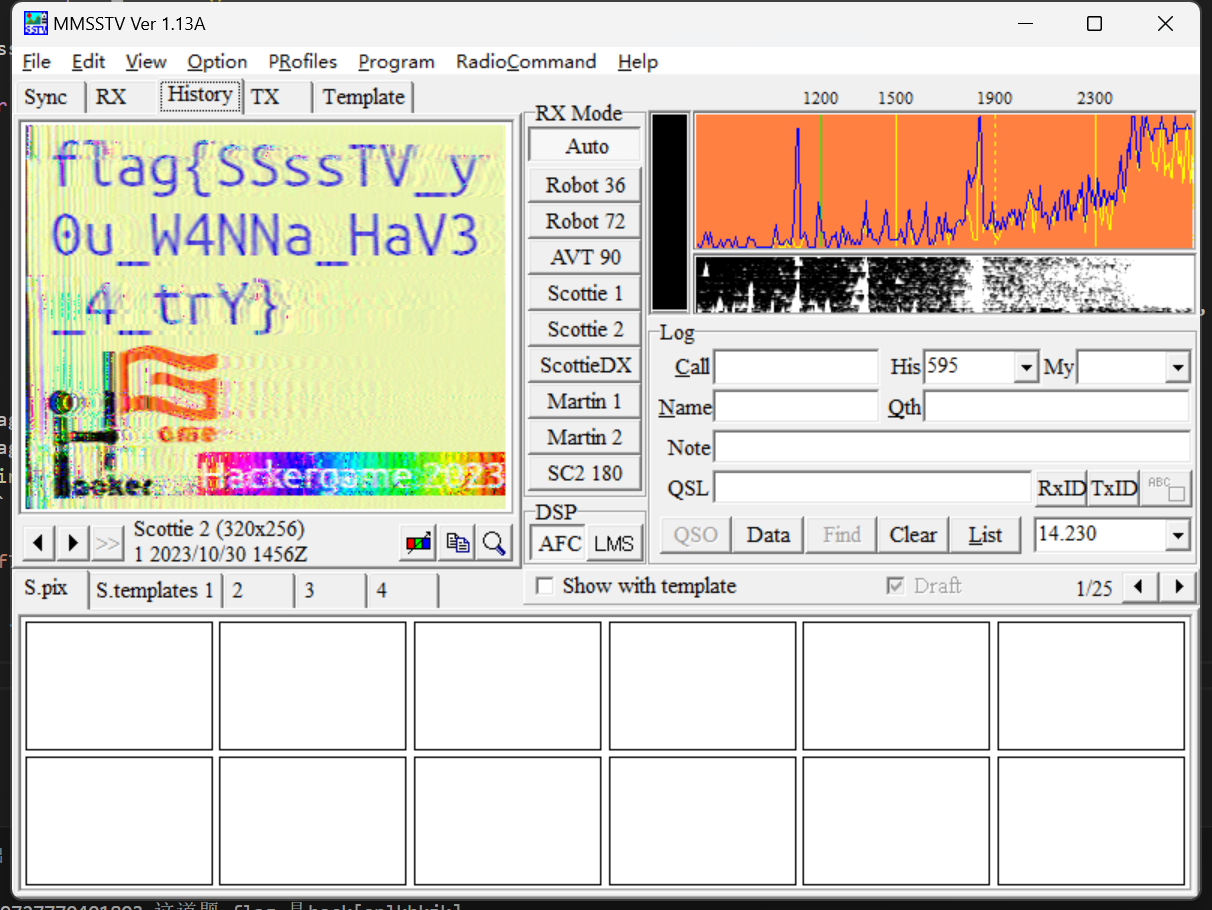 MMSSTV Ver 1.13A
File Edit View Option PRofiles Program RadioCommand Help
Sync RX History TX Template
RX Mode
1200 1500 1900 2300
Auto
Robot 36
Robot 72
AVT 90
Scottie 1
Scottie 2
ScottieDX
Martin 1
Martin 2
SC2 180
flag{SSssTV_y
0u_W4NNa_HaV3
_4_trY}
Hackergame 2023
Log
Call His 595 My
Name Qth
Note
QSL RxID TxID ABC
QSO Data Find Clear List 14.230
DSP
AFC LMS
>>
Scottie 2 (320x256)
1 2023/10/30 1456Z
Show with template Draft 1/25
S.pix S.templates 1 2 3 4